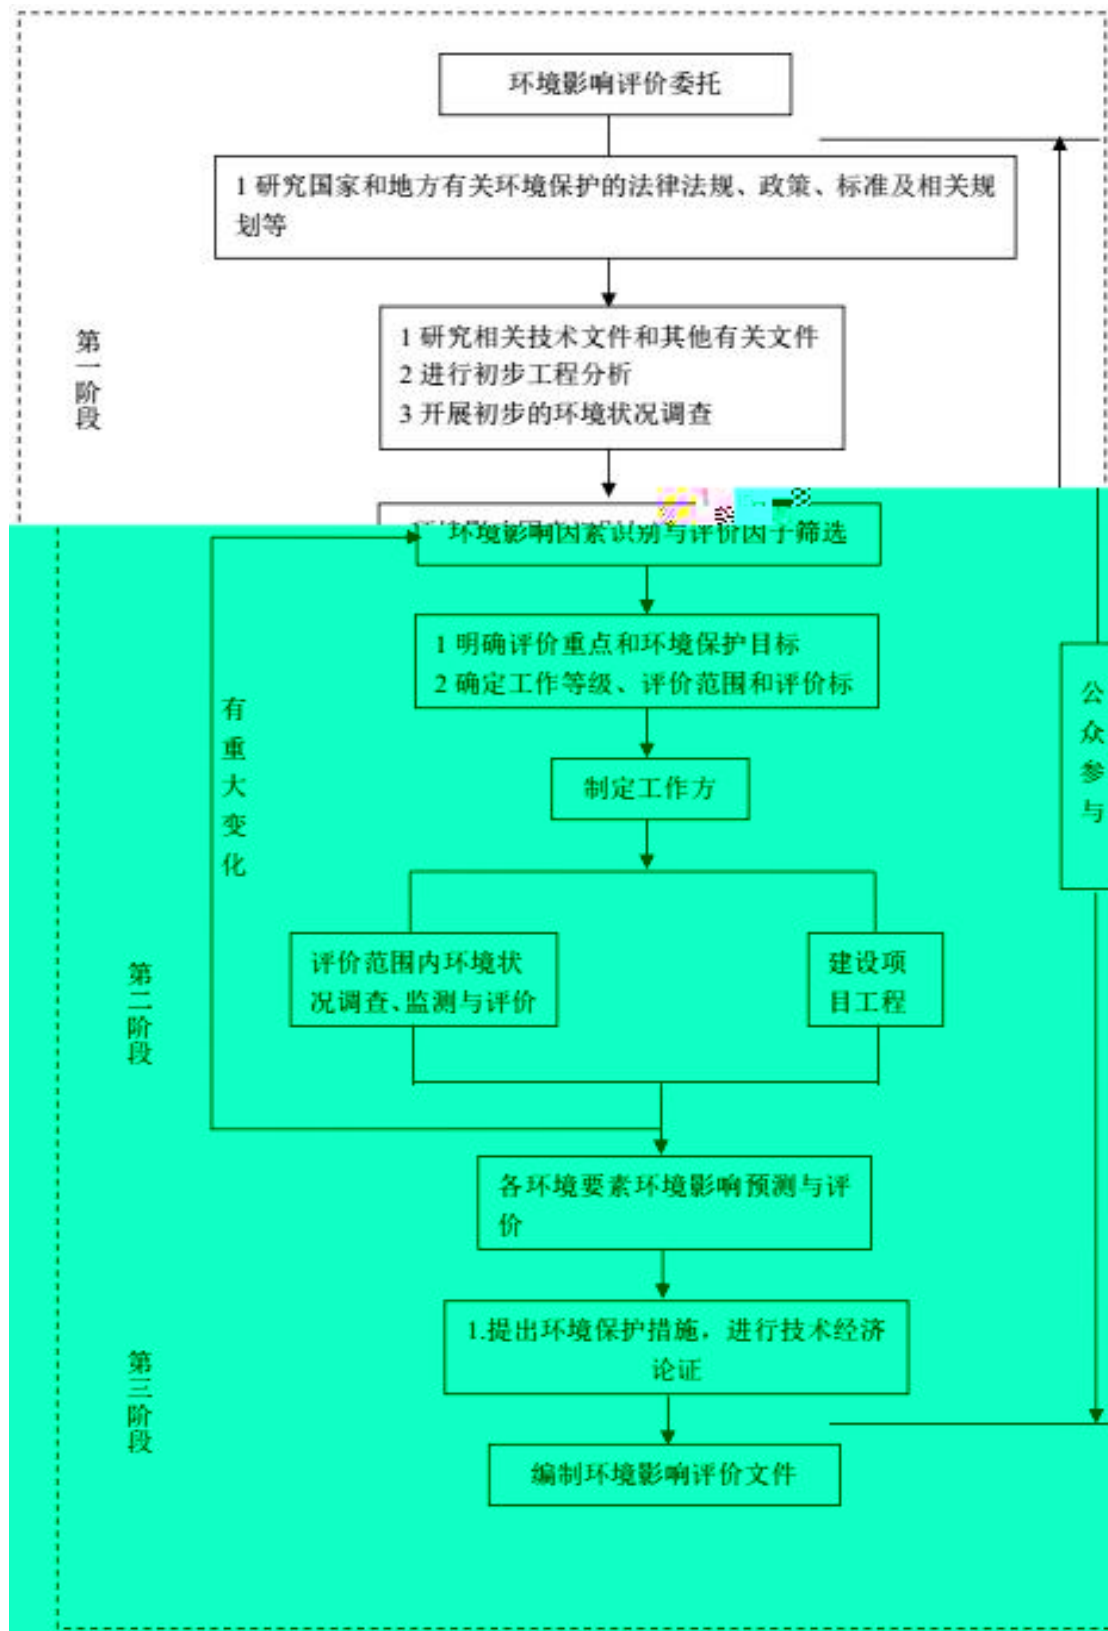 环境影响评价委托
1 研究国家和地方有关环境保护的法律法规、政策、标准及相关规
划等
第一阶段
1 研究相关技术文件和其他有关文件
2 进行初步工程分析
3 开展初步的环境状况调查
环境影响因素识别与评价因子筛选
1 明确评价重点和环境保护目标
2 确定工作等级、评价范围和评价标
有重大变化
公众参与
制定工作方
第二阶段
评价范围内环境状
况调查、监测与评价
建设项
目工程
各环境要素环境影响预测与评
价
第三阶段
1.提出环境保护措施，进行技术经济
论证
编制环境影响评价文件